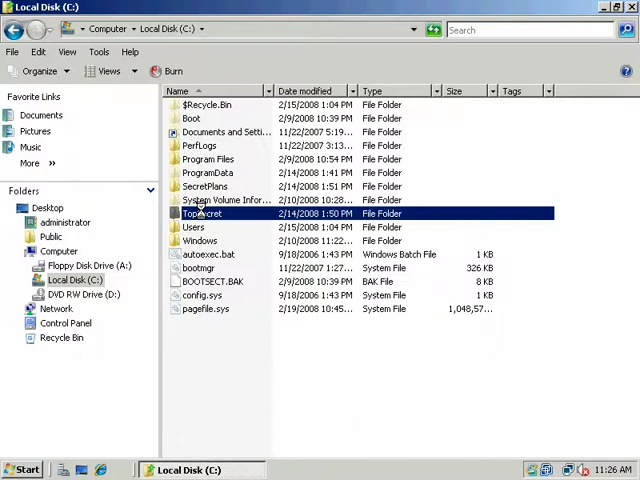 Local Disk (C:)
Computer Local Disk (C:) Search
File Edit View Tools Help
Organize Views Burn
Favorite Links
Documents
Pictures
Music
More »
Folders
Desktop
administrator
Public
Computer
Floppy Disk Drive (A:)
Local Disk (C:)
DVD RW Drive (D:)
Network
Control Panel
Recycle Bin
Name Date modified Type Size Tags
$Recycle.Bin 2/15/2008 1:04 PM File Folder
Boot 2/9/2008 10:39 PM File Folder
Documents and Setti... 11/22/2007 5:19... File Folder
PerfLogs 11/22/2007 3:13... File Folder
Program Files 2/9/2008 10:54 PM File Folder
ProgramData 2/14/2008 1:41 PM File Folder
SecretPlans 2/14/2008 1:51 PM File Folder
System Volume Infor... 2/10/2008 10:28... File Folder
2/14/2008 1:50 PM File Folder
Users 2/15/2008 1:04 PM File Folder
Windows 2/10/2008 11:22... File Folder
autoexec.bat 9/18/2006 1:43 PM Windows Batch File 1 KB
bootmgr 11/22/2007 1:27... System File 326 KB
BOOTSECT.BAK 2/9/2008 10:39 PM BAK File 8 KB
config.sys 9/18/2006 1:43 PM System File 1 KB
pagefile.sys 2/19/2008 10:45... System File 1,048,57...
Start Local Disk (C:) 11:26 AM